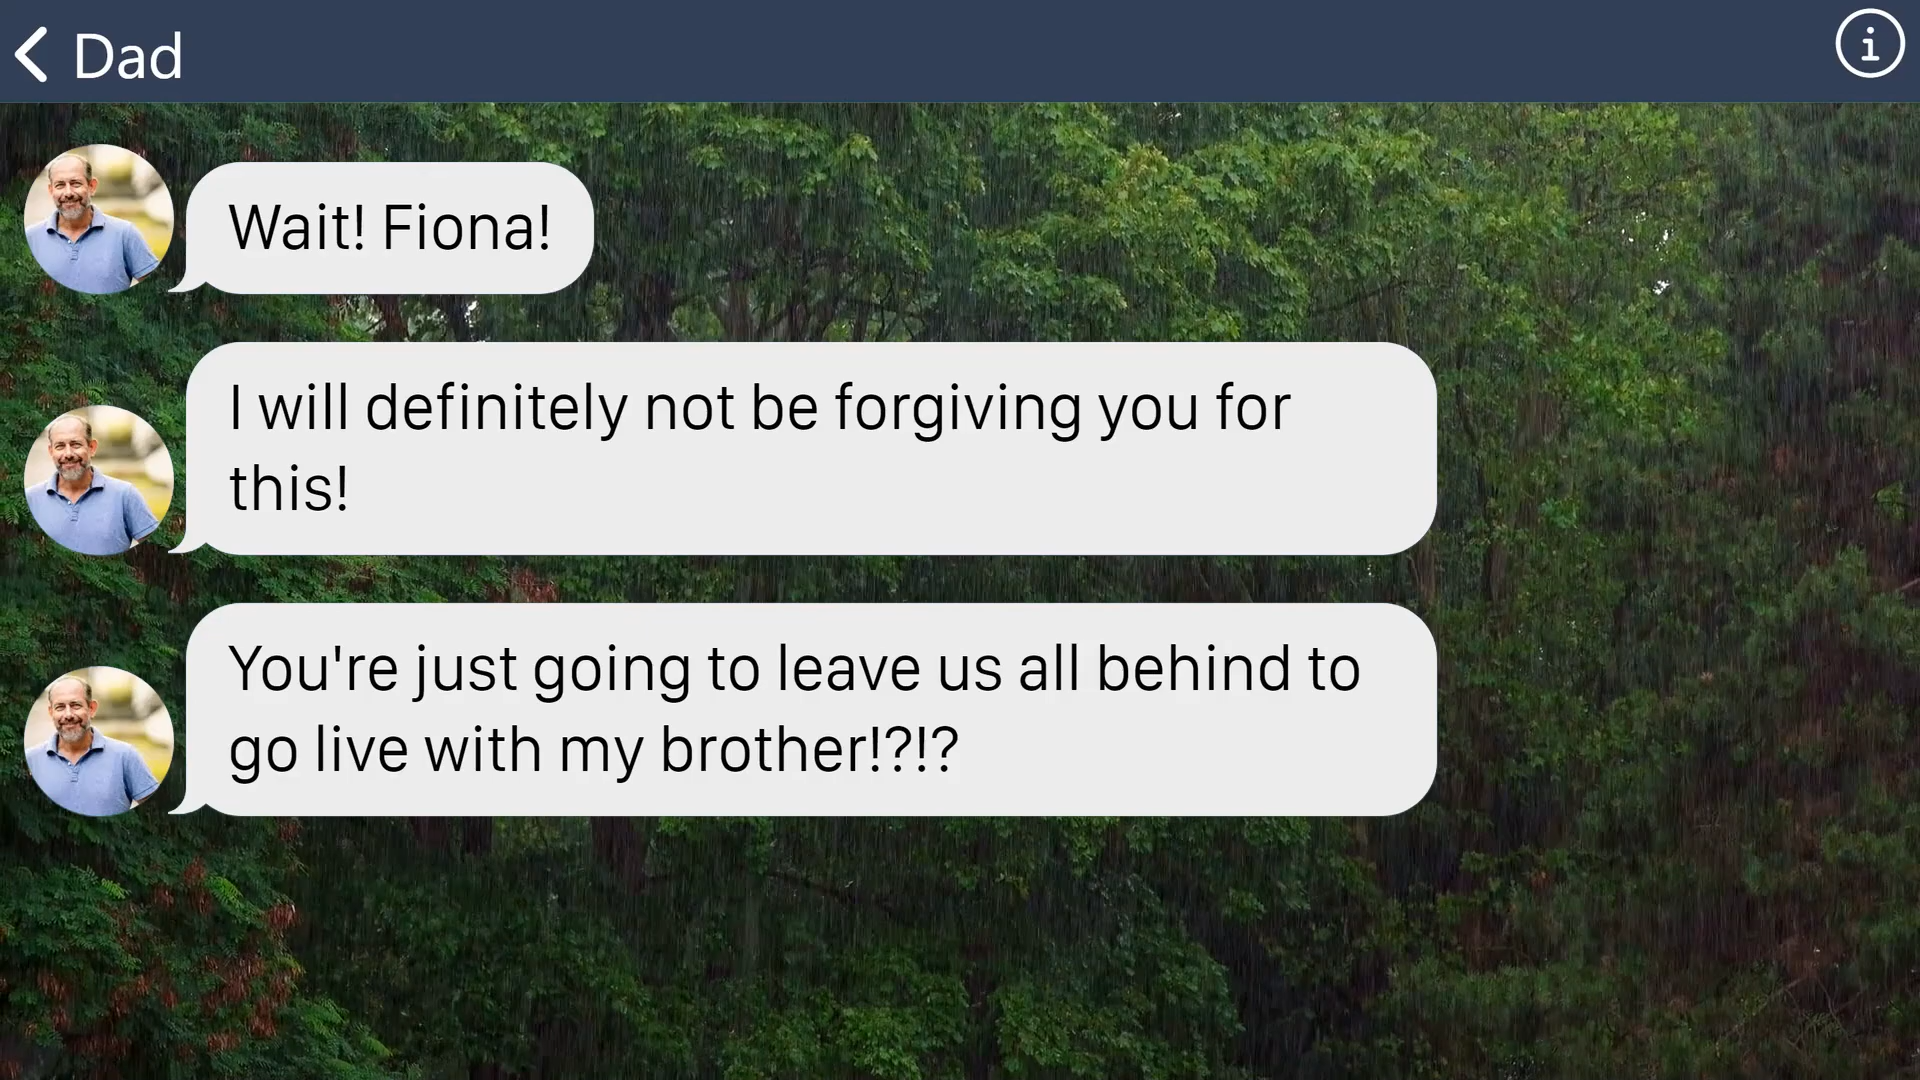 Dad
Wait! Fiona!
I will definitely not be forgiving you for
this!
You're just going to leave us all behind to
go live with my brother!?!?